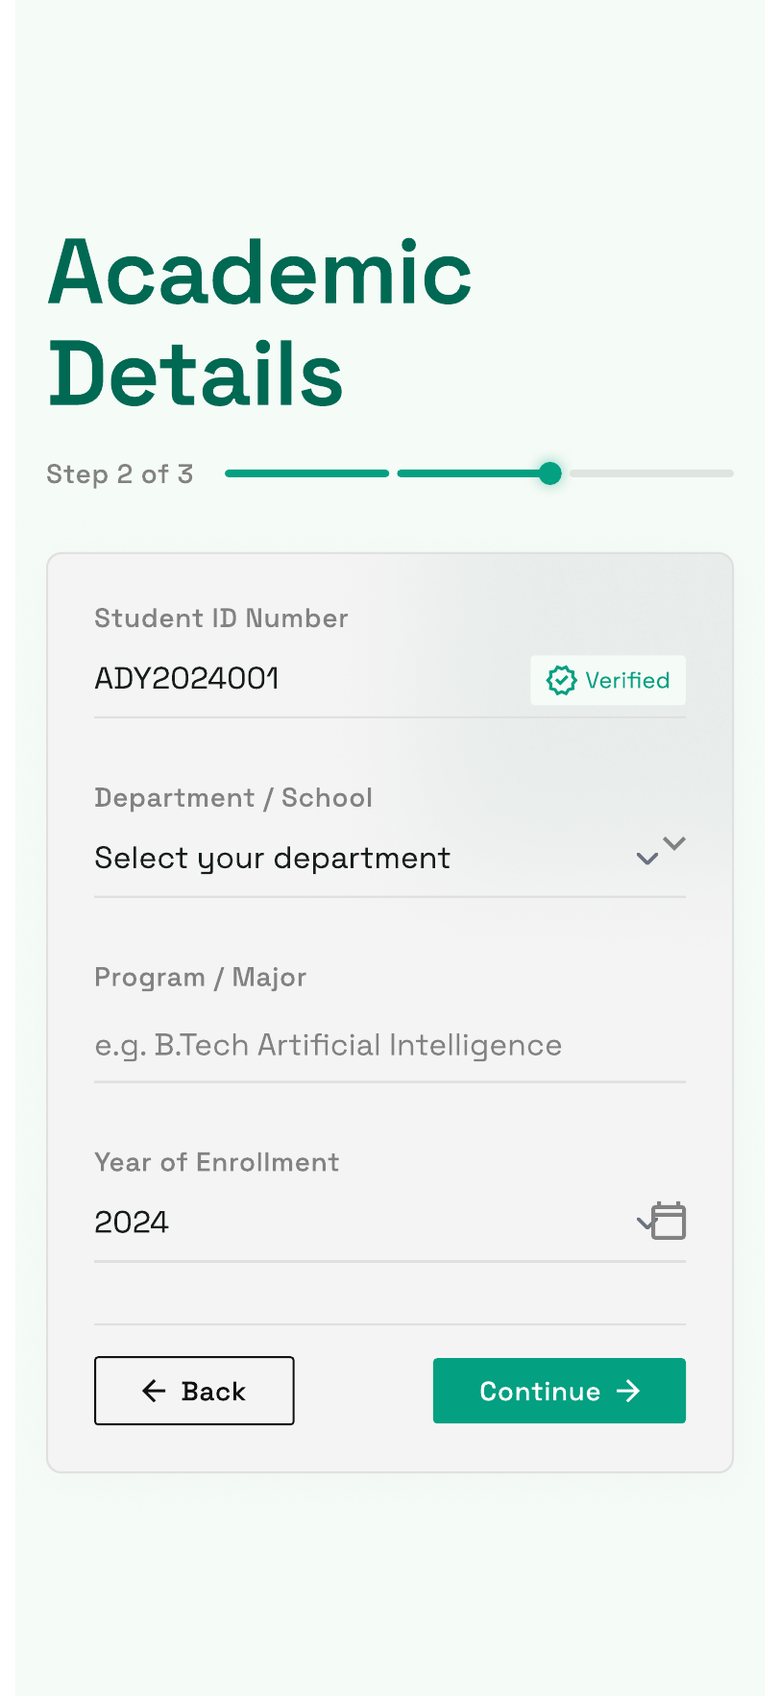 Academic
Details
Step 2 of 3
Student ID Number
ADY2024001
Verified
Department / School
Select your department
Program / Major
e.g. B.Tech Artificial Intelligence
Year of Enrollment
2024
Back
Continue